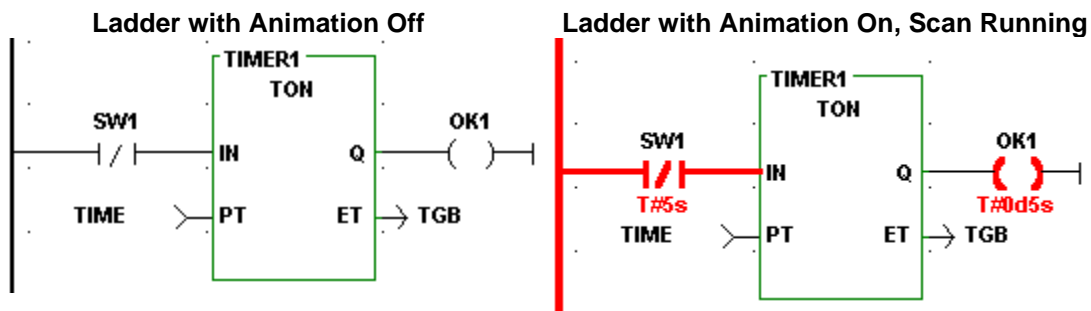 Ladder with Animation Off
TIMER1
TON
SW1
OK1
IN
Q
TIME
PT
ET
TGB
Ladder with Animation On, Scan Running
TIMER1
TON
SW1
OK1
IN
Q
T#5s
T#0d5s
TIME
PT
ET
TGB